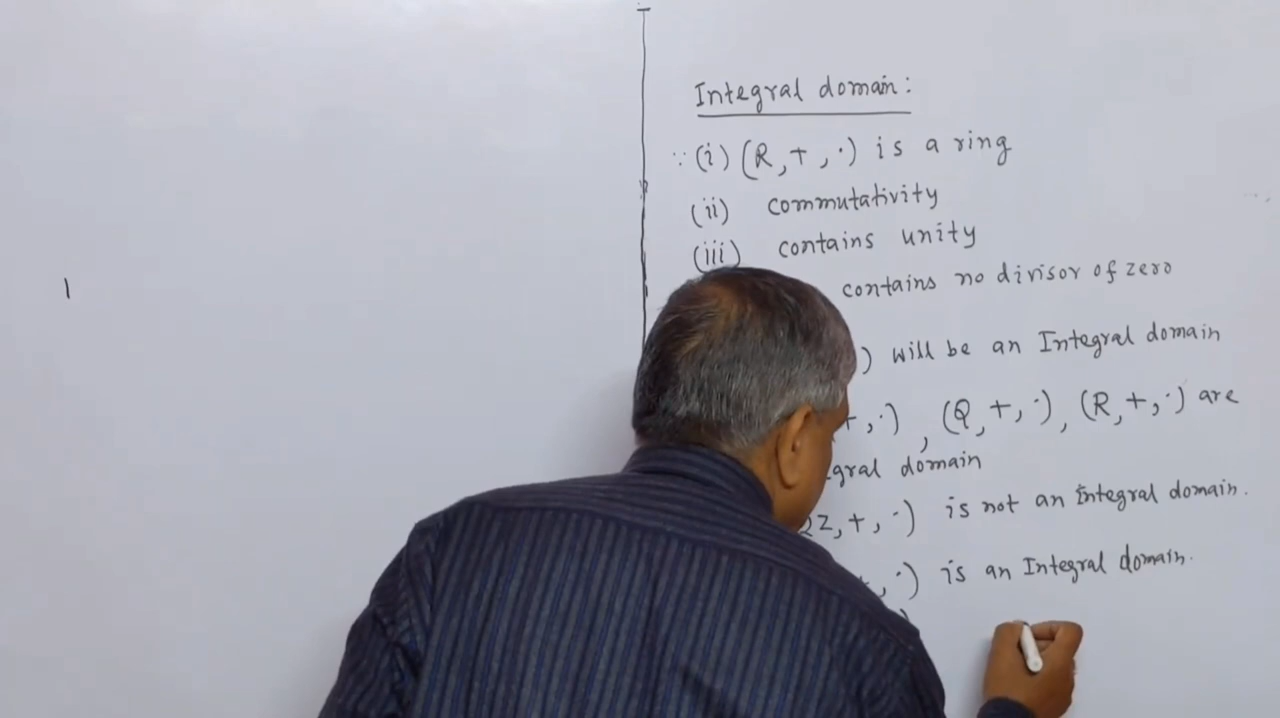 Integral domain:
∵ (i) (R, +, ·) is a ring
(ii) commutativity
(iii) contains unity
contains no divisor of zero
) will be an Integral domain
+, ·), (Q, +, ·), (R, +, ·) are
gral domain
2Z, +, ·) is not an Integral domain.
, ·) is an Integral domain.